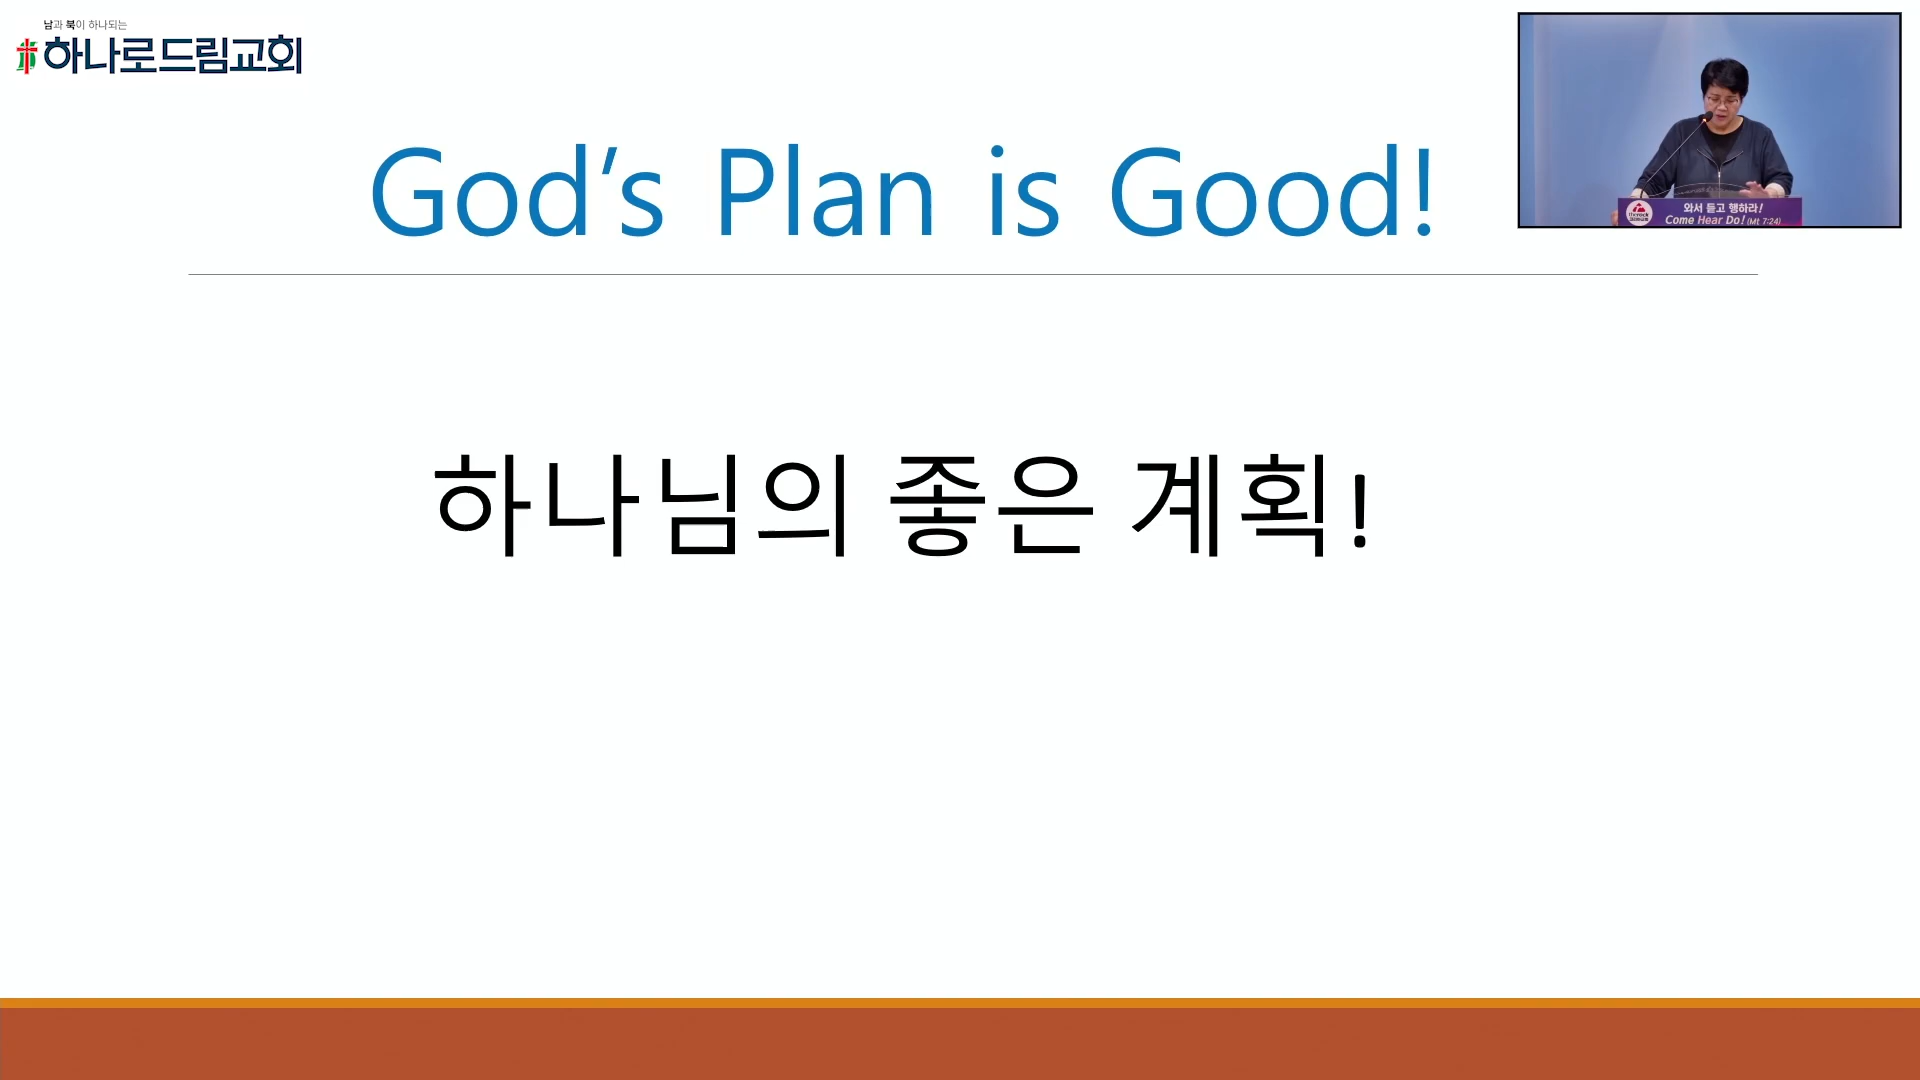 남과 북이 하나되는
하나로드림교회
God's Plan is Good!
와서 듣고 행하라!
Come Hear Do! (Mt 7:24)
하나님의 좋은 계획!